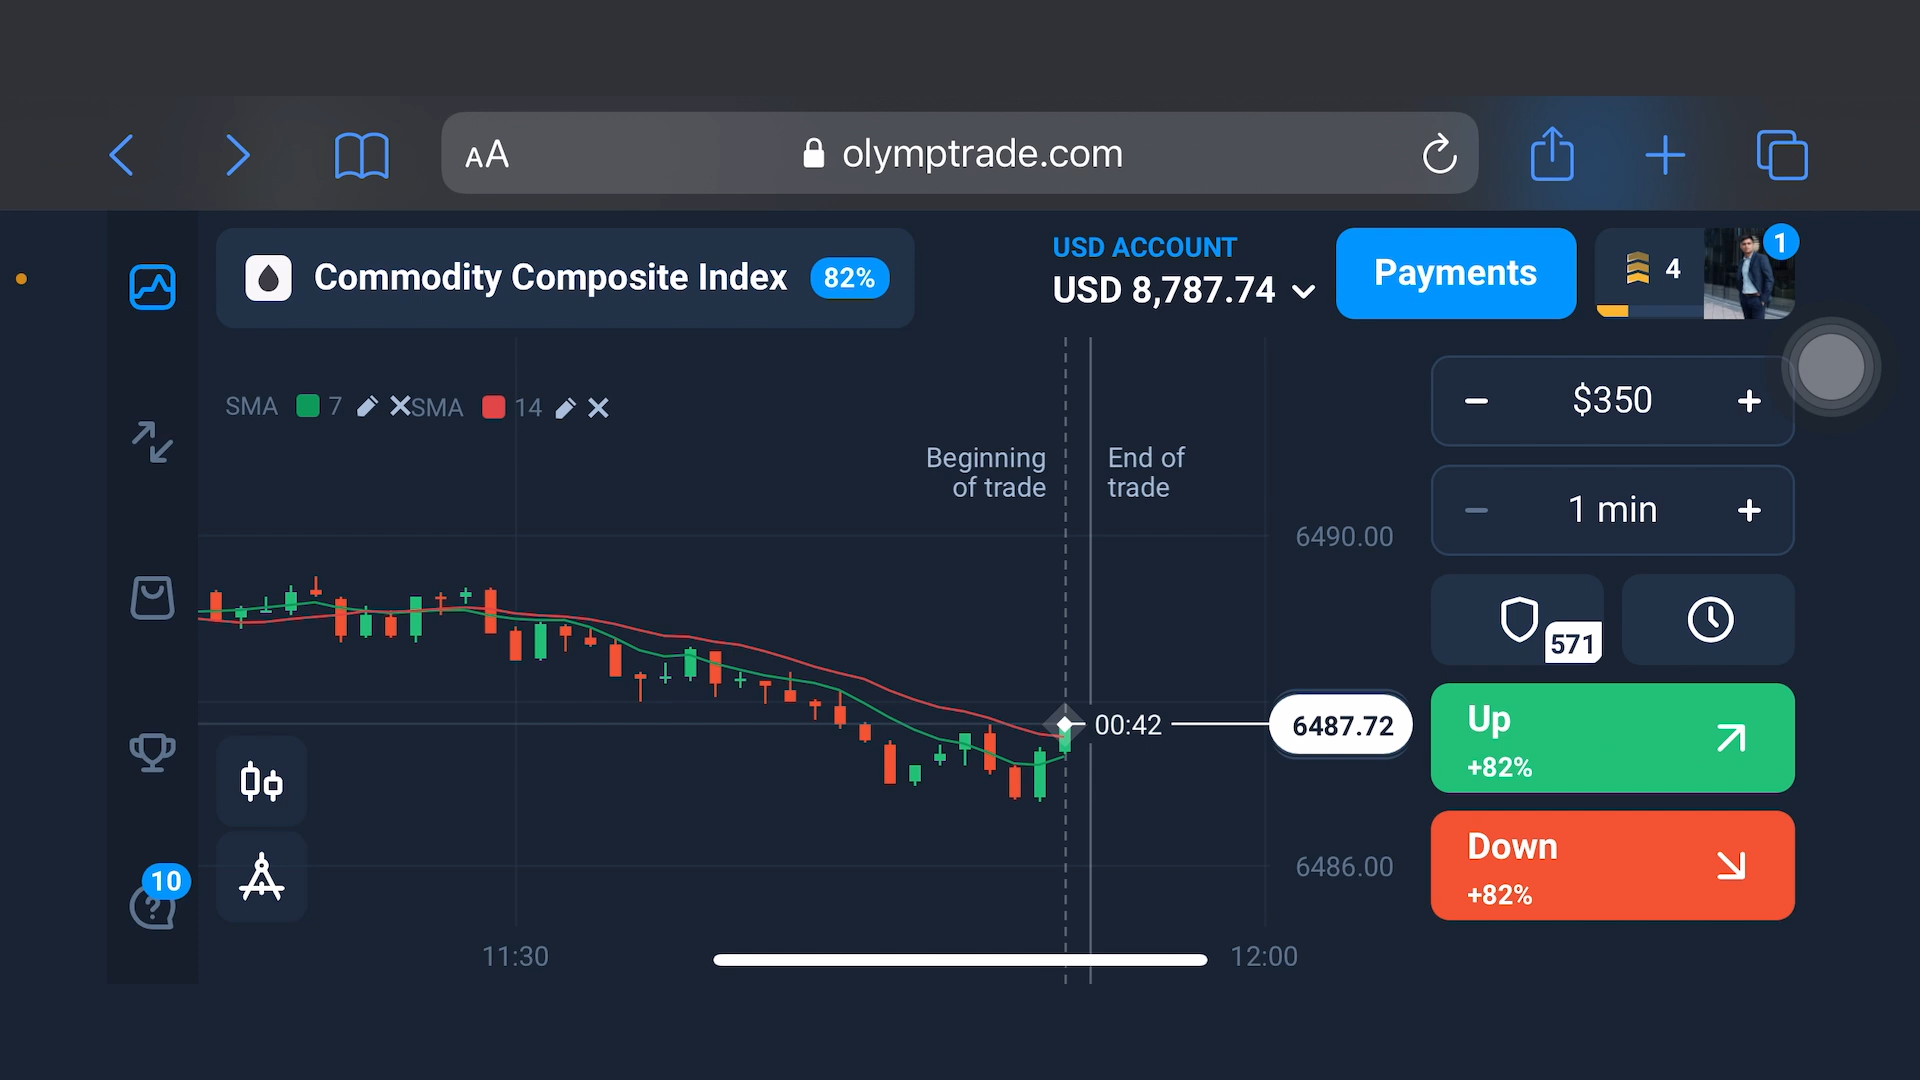 AA olymptrade.com
Commodity Composite Index 82%
USD ACCOUNT
USD 8,787.74
Payments
4
1
SMA 7 SMA 14
$350
Beginning
of trade
End of
trade
1 min
6490.00
571
00:42
6487.72
Up
+82%
Down
+82%
6486.00
10
?
11:30 12:00